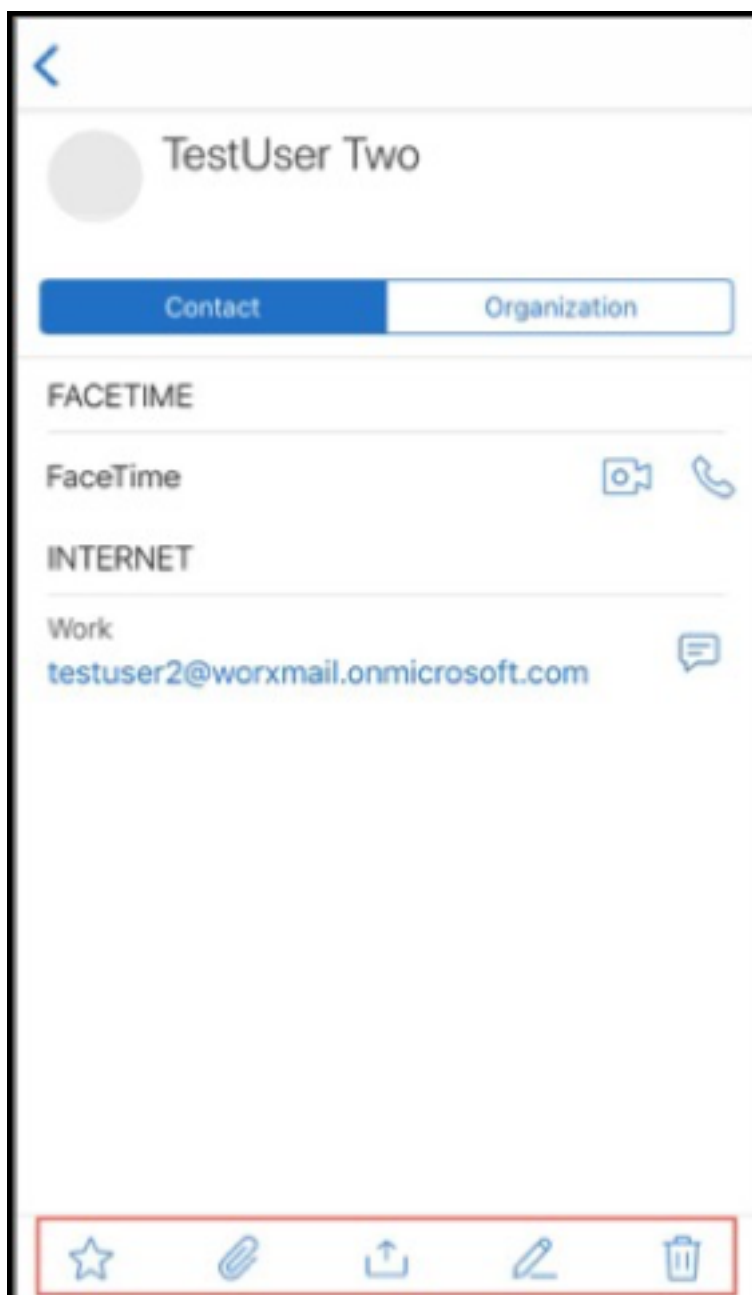 TestUser Two
Contact Organization
FACETIME
FaceTime
INTERNET
Work
testuser2@worxmail.onmicrosoft.com